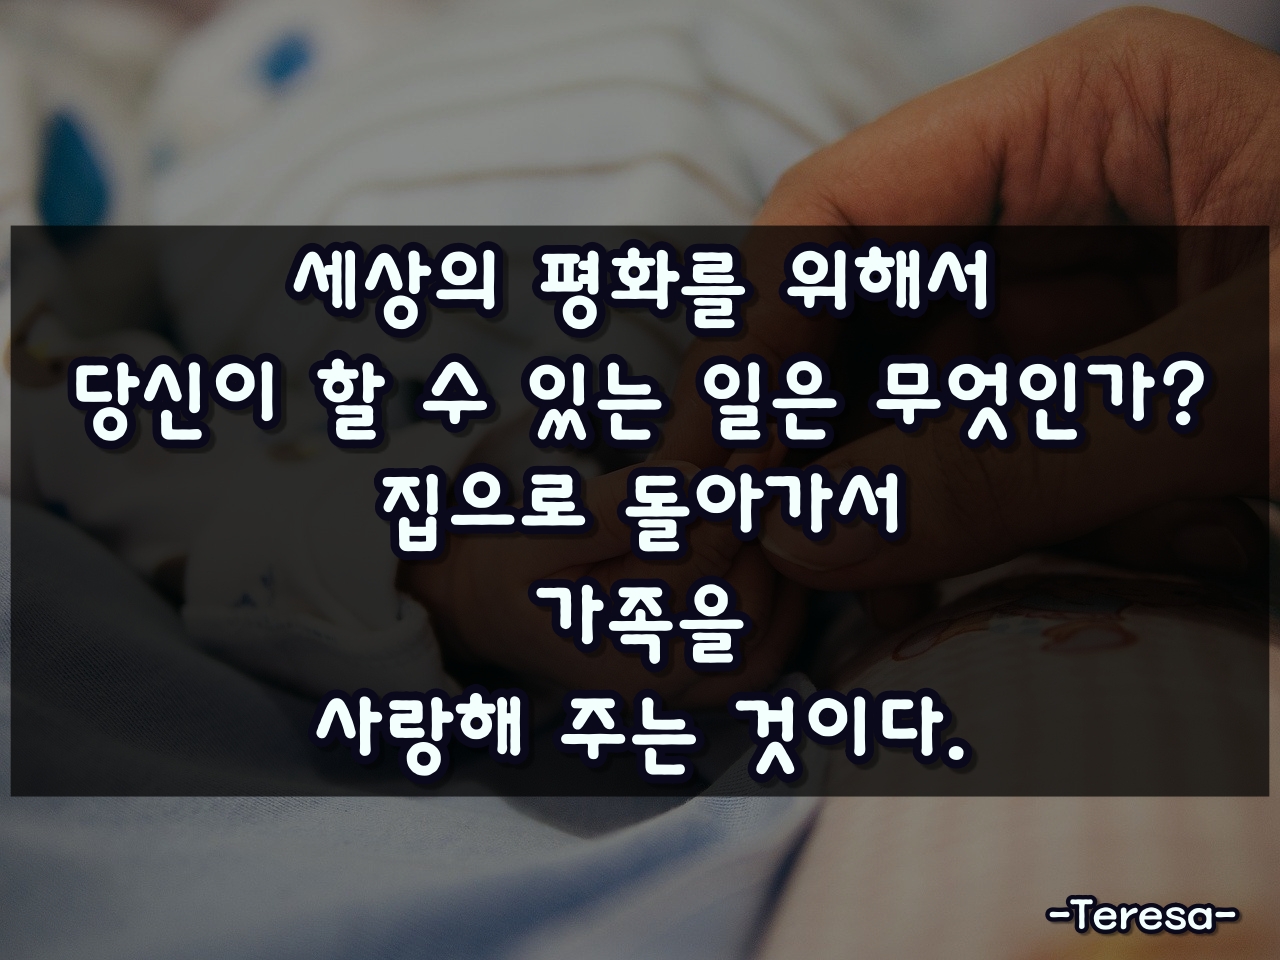 세상의 평화를 위해서
당신이 할 수 있는 일은 무엇인가?
집으로 돌아가서
가족을
사랑해 주는 것이다.
-Teresa-